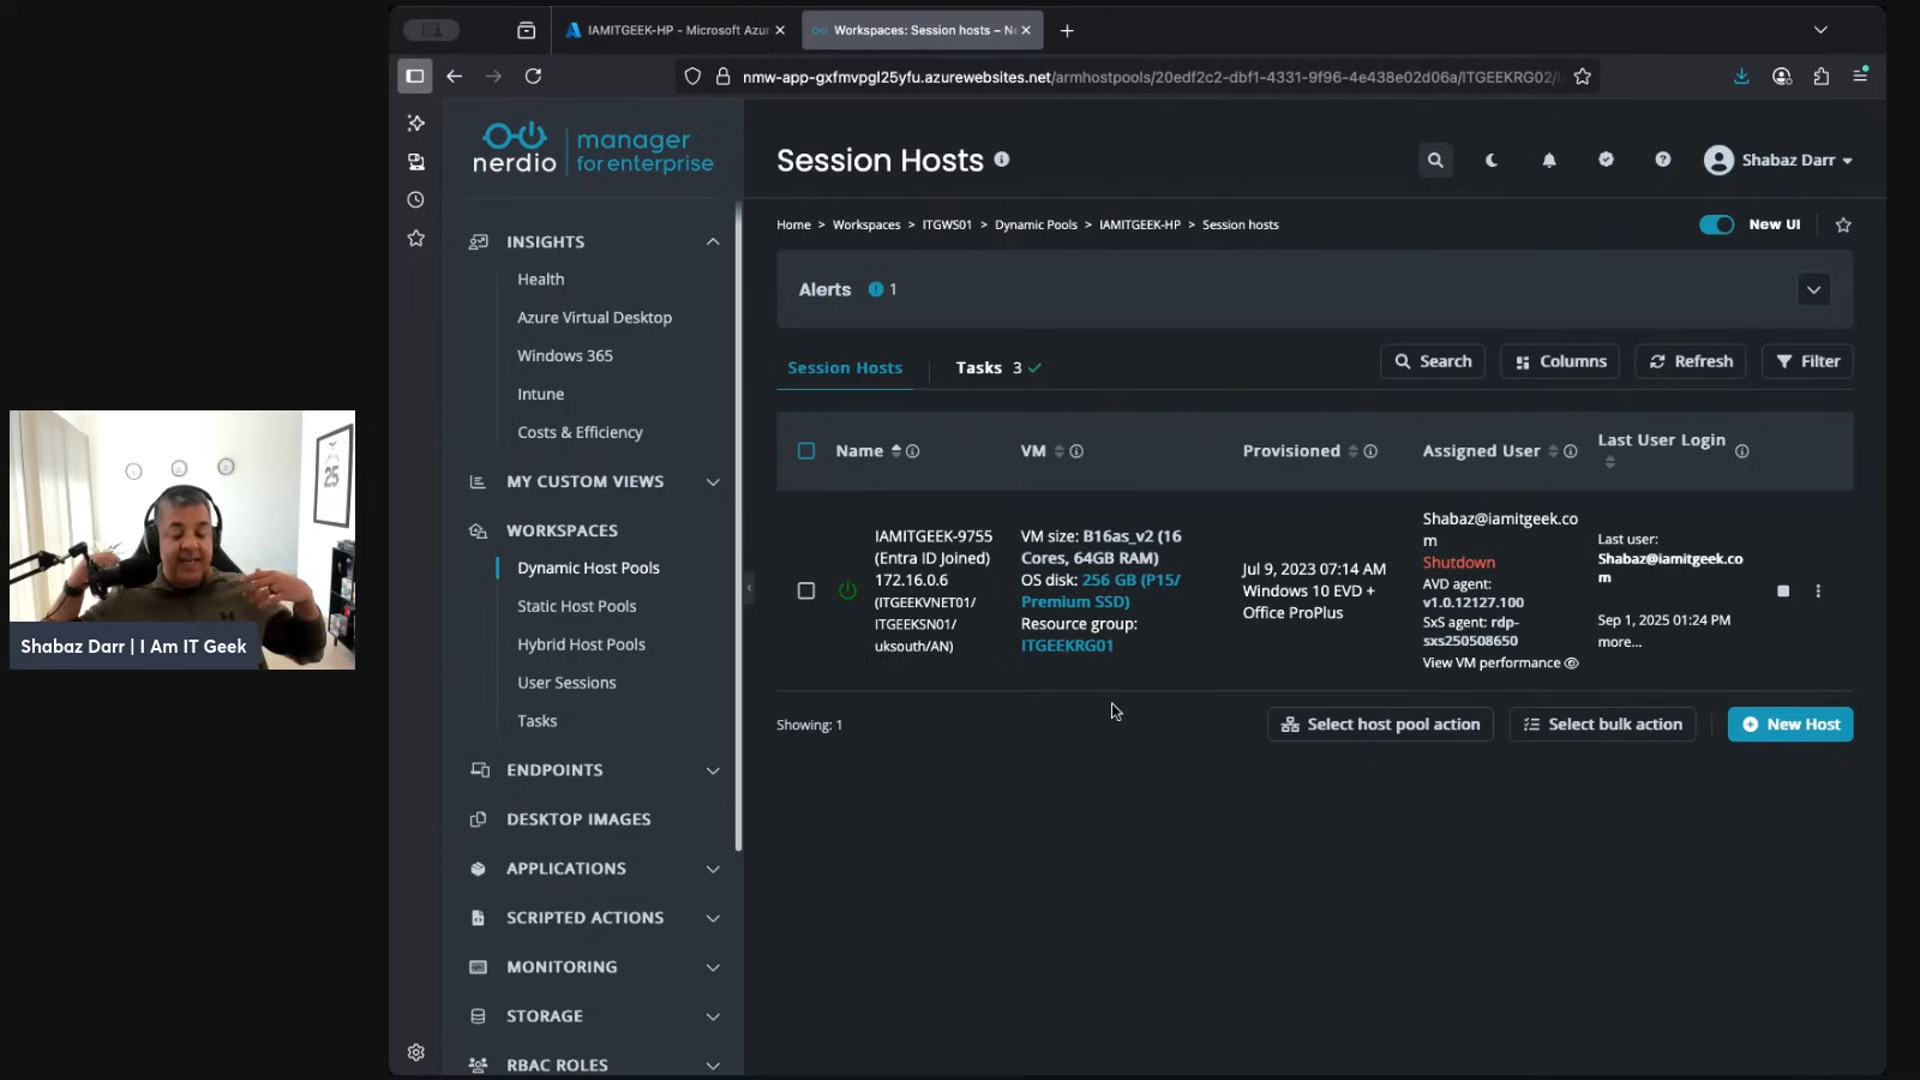 IAMITGEEK-HP - Microsoft Azur
Workspaces: Session hosts – N
nmw-app-gxfmvpgl25yfu.azurewebsites.net/armhostpools/20edf2c2-dbf1-4331-9f96-4e438e02d06a/ITGEEKRG02/
nerdio
manager
for enterprise
Session Hosts
Shabaz Darr
Home > Workspaces > ITGWS01 > Dynamic Pools > IAMITGEEK-HP > Session hosts
New UI
INSIGHTS
Health
Azure Virtual Desktop
Windows 365
Intune
Costs & Efficiency
MY CUSTOM VIEWS
WORKSPACES
Dynamic Host Pools
Static Host Pools
Hybrid Host Pools
User Sessions
Tasks
ENDPOINTS
DESKTOP IMAGES
APPLICATIONS
SCRIPTED ACTIONS
MONITORING
STORAGE
RBAC ROLES
Alerts 1
Session Hosts
Tasks 3
Search
Columns
Refresh
Filter
Name
VM
Provisioned
Assigned User
Last User Login
IAMITGEEK-9755
(Entra ID Joined)
172.16.0.6
(ITGEEKVNET01/
ITGEEKSN01/
uksouth/AN)
VM size: B16as_v2 (16
Cores, 64GB RAM)
OS disk: 256 GB (P15/
Premium SSD)
Resource group:
ITGEEKRG01
Jul 9, 2023 07:14 AM
Windows 10 EVD +
Office ProPlus
Shabaz@iamitgeek.co
m
Shutdown
AVD agent:
v1.0.12127.100
SxS agent: rdp-
sxs250508650
View VM performance
Last user:
Shabaz@iamitgeek.co
m
Sep 1, 2025 01:24 PM
more...
Showing: 1
Select host pool action
Select bulk action
New Host
25
Shabaz Darr | I Am IT Geek